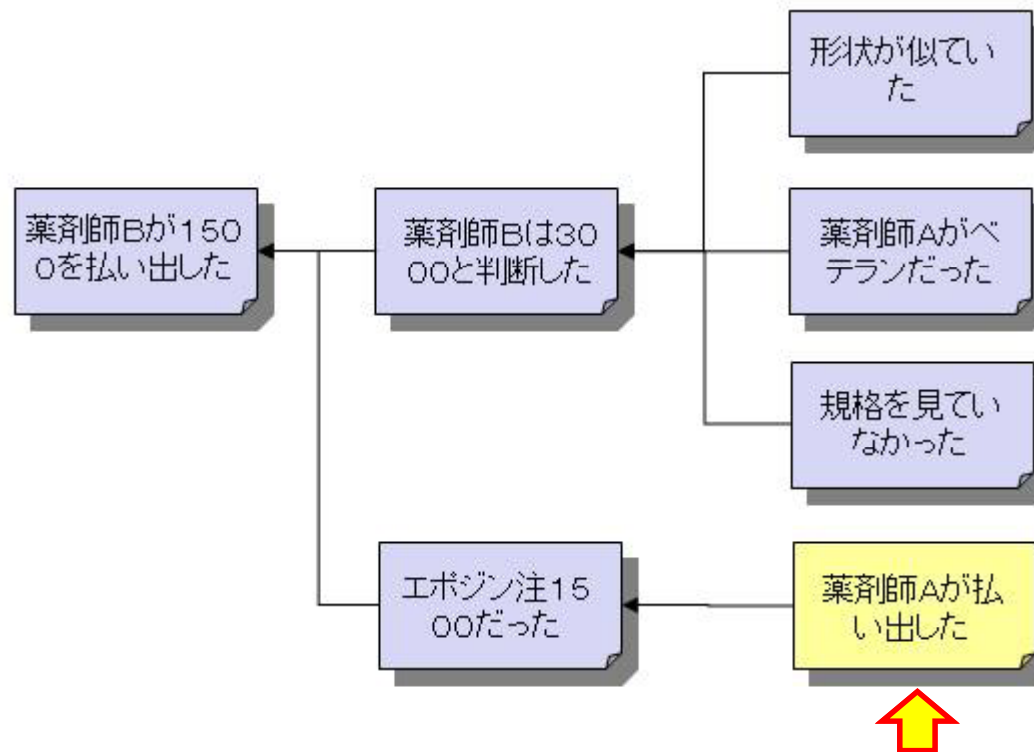 形状が似てい
た
薬剤師Bが150
0を払い出した
薬剤師Bは30
00と判断した
薬剤師Aがベ
テランだった
規格を見てい
なかった
エポジン注15
00だった
薬剤師Aが払
い出した